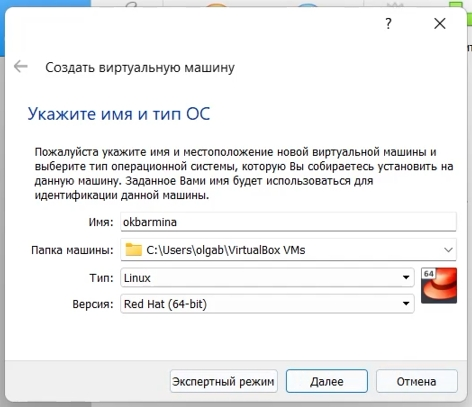 ?
Создать виртуальную машину
Укажите имя и тип ОС
Пожалуйста укажите имя и местоположение новой виртуальной машины и
выберите тип операционной системы, которую Вы собираетесь установить на
данную машину. Заданное Вами имя будет использоваться для
идентификации данной машины.
Имя: okbarmina
Папка машины: C:\Users\olgab\VirtualBox VMs
Тип: Linux
64
Версия: Red Hat (64-bit)
Экспертный режим Далее Отмена